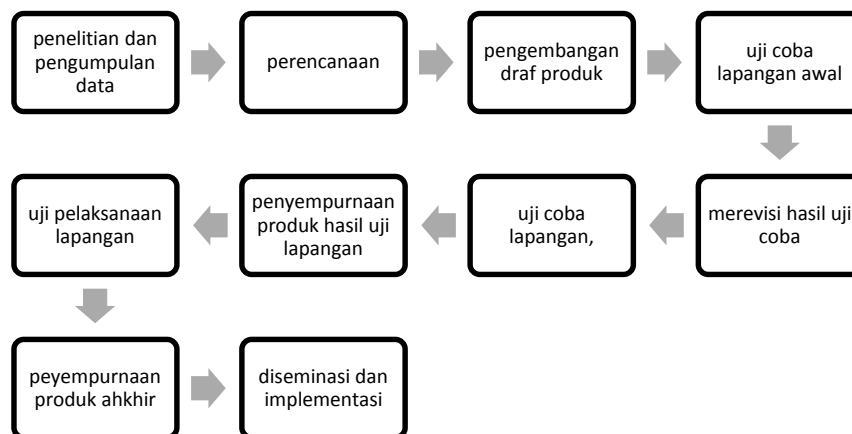 penelitian dan
pengumpulan
data
perencanaan
pengembangan
draf produk
uji coba
lapangan awal
merevisi hasil uji
coba
uji coba
lapangan,
penyempurnaan
produk hasil uji
lapangan
uji pelaksanaan
lapangan
peyempurnaan
produk ahkhir
diseminasi dan
implementasi